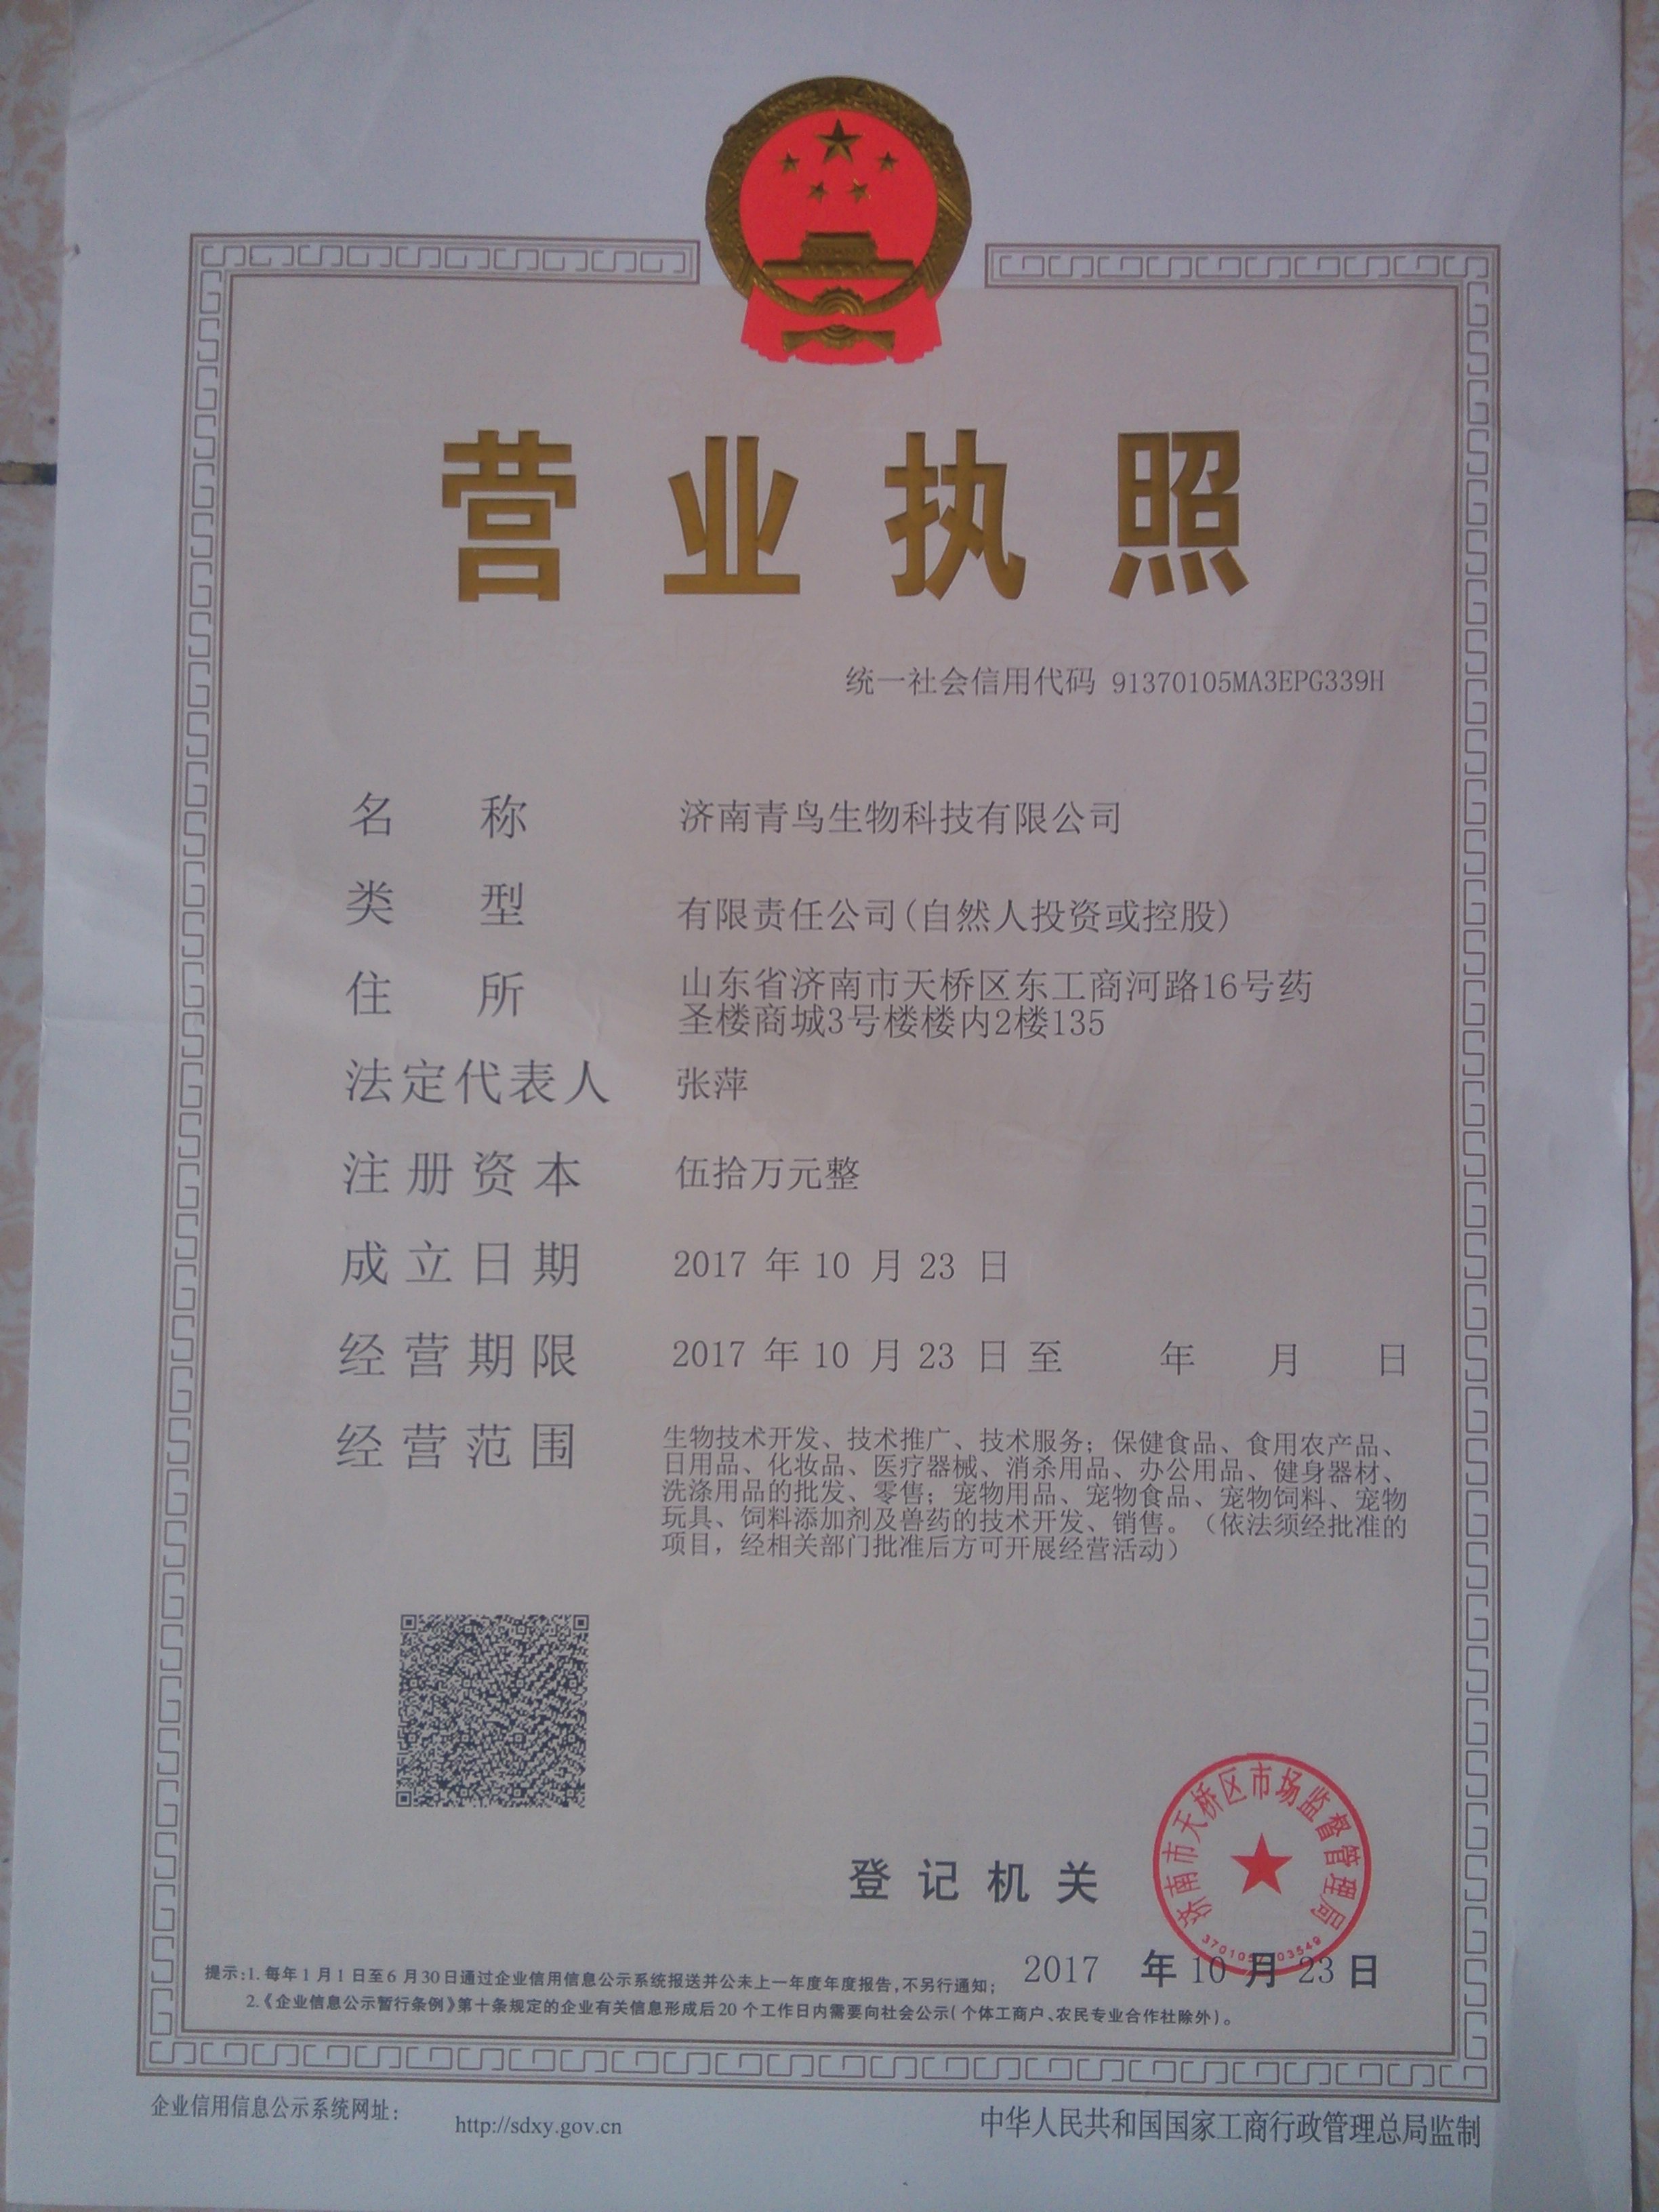 营业执照
统一社会信用代码 91370105MA3EPG339H
名称 济南青鸟生物科技有限公司
类型 有限责任公司(自然人投资或控股)
住所 山东省济南市天桥区东工商河路16号药
圣楼商城3号楼楼内2楼135
法定代表人 张萍
注册资本 伍拾万元整
成立日期 2017 年 10 月 23 日
经营期限 2017 年 10 月 23 日 至 年 月 日
经营范围 生物技术开发、技术推广、技术服务；保健食品、食用农产品、
日用品、化妆品、医疗器械、消杀用品、办公用品、健身器材、
洗涤用品的批发、零售；宠物用品、宠物食品、宠物饲料、宠物
玩具、饲料添加剂及兽药的技术开发、销售。（依法须经批准的
项目，经相关部门批准后方可开展经营活动）
济南市天桥区市场监督管理局
登记机关
2017 年 10 月 23 日
提示:1. 每年1月1日至6月30日通过企业信用信息公示系统报送并公示上一年度年度报告,不另行通知;
2.《企业信息公示暂行条例》第十条规定的企业有关信息形成后20个工作日内需要向社会公示(个体工商户、农民专业合作社除外)。
企业信用信息公示系统网址:
http://sdxy.gov.cn
中华人民共和国国家工商行政管理总局监制